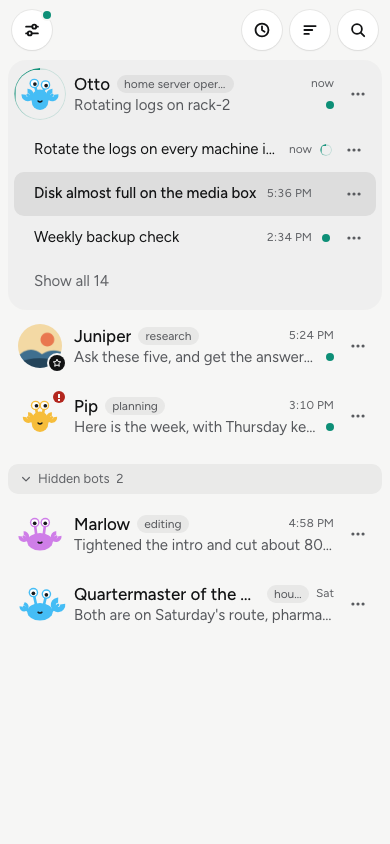 Otto home server oper... now
Rotating logs on rack-2
Rotate the logs on every machine i... now
Disk almost full on the media box 5:36 PM
Weekly backup check 2:34 PM
Show all 14
Juniper research 5:24 PM
Ask these five, and get the answer...
Pip planning 3:10 PM
Here is the week, with Thursday ke...
Hidden bots 2
Marlow editing 4:58 PM
Tightened the intro and cut about 80...
Quartermaster of the ... hou... Sat
Both are on Saturday's route, pharma...